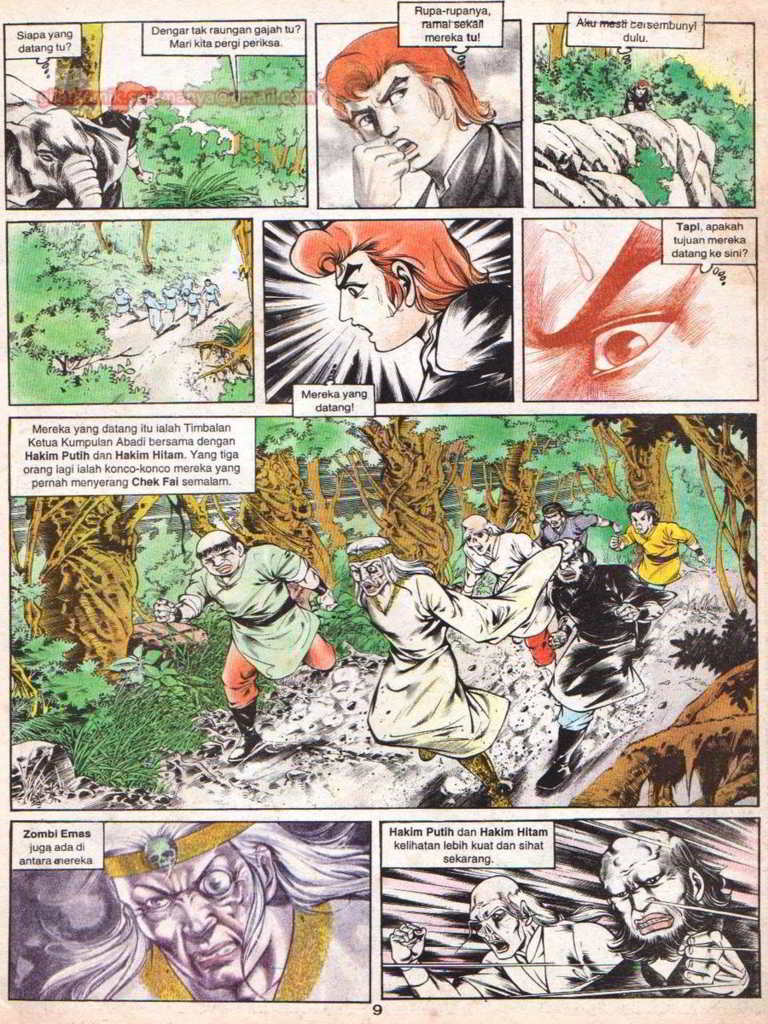 Siapa yang
datang tu?
Dengar tak raungan gajah tu?
Mari kita pergi periksa.
Rupa-rupanya,
ramai sekali
mereka tu!
Aku mesti bersembunyi
dulu.
Mereka yang
datang!
Tapi, apakah
tujuan mereka
datang ke sini?
Mereka yang datang itu ialah Timbalan
Ketua Kumpulan Abadi bersama dengan
Hakim Putih dan Hakim Hitam. Yang tiga
orang lagi ialah konco-konco mereka yang
pernah menyerang Chek Fai semalam.
Zombi Emas
juga ada di
antara mereka
Hakim Putih dan Hakim Hitam
kelihatan lebih kuat dan sihat
sekarang.
9